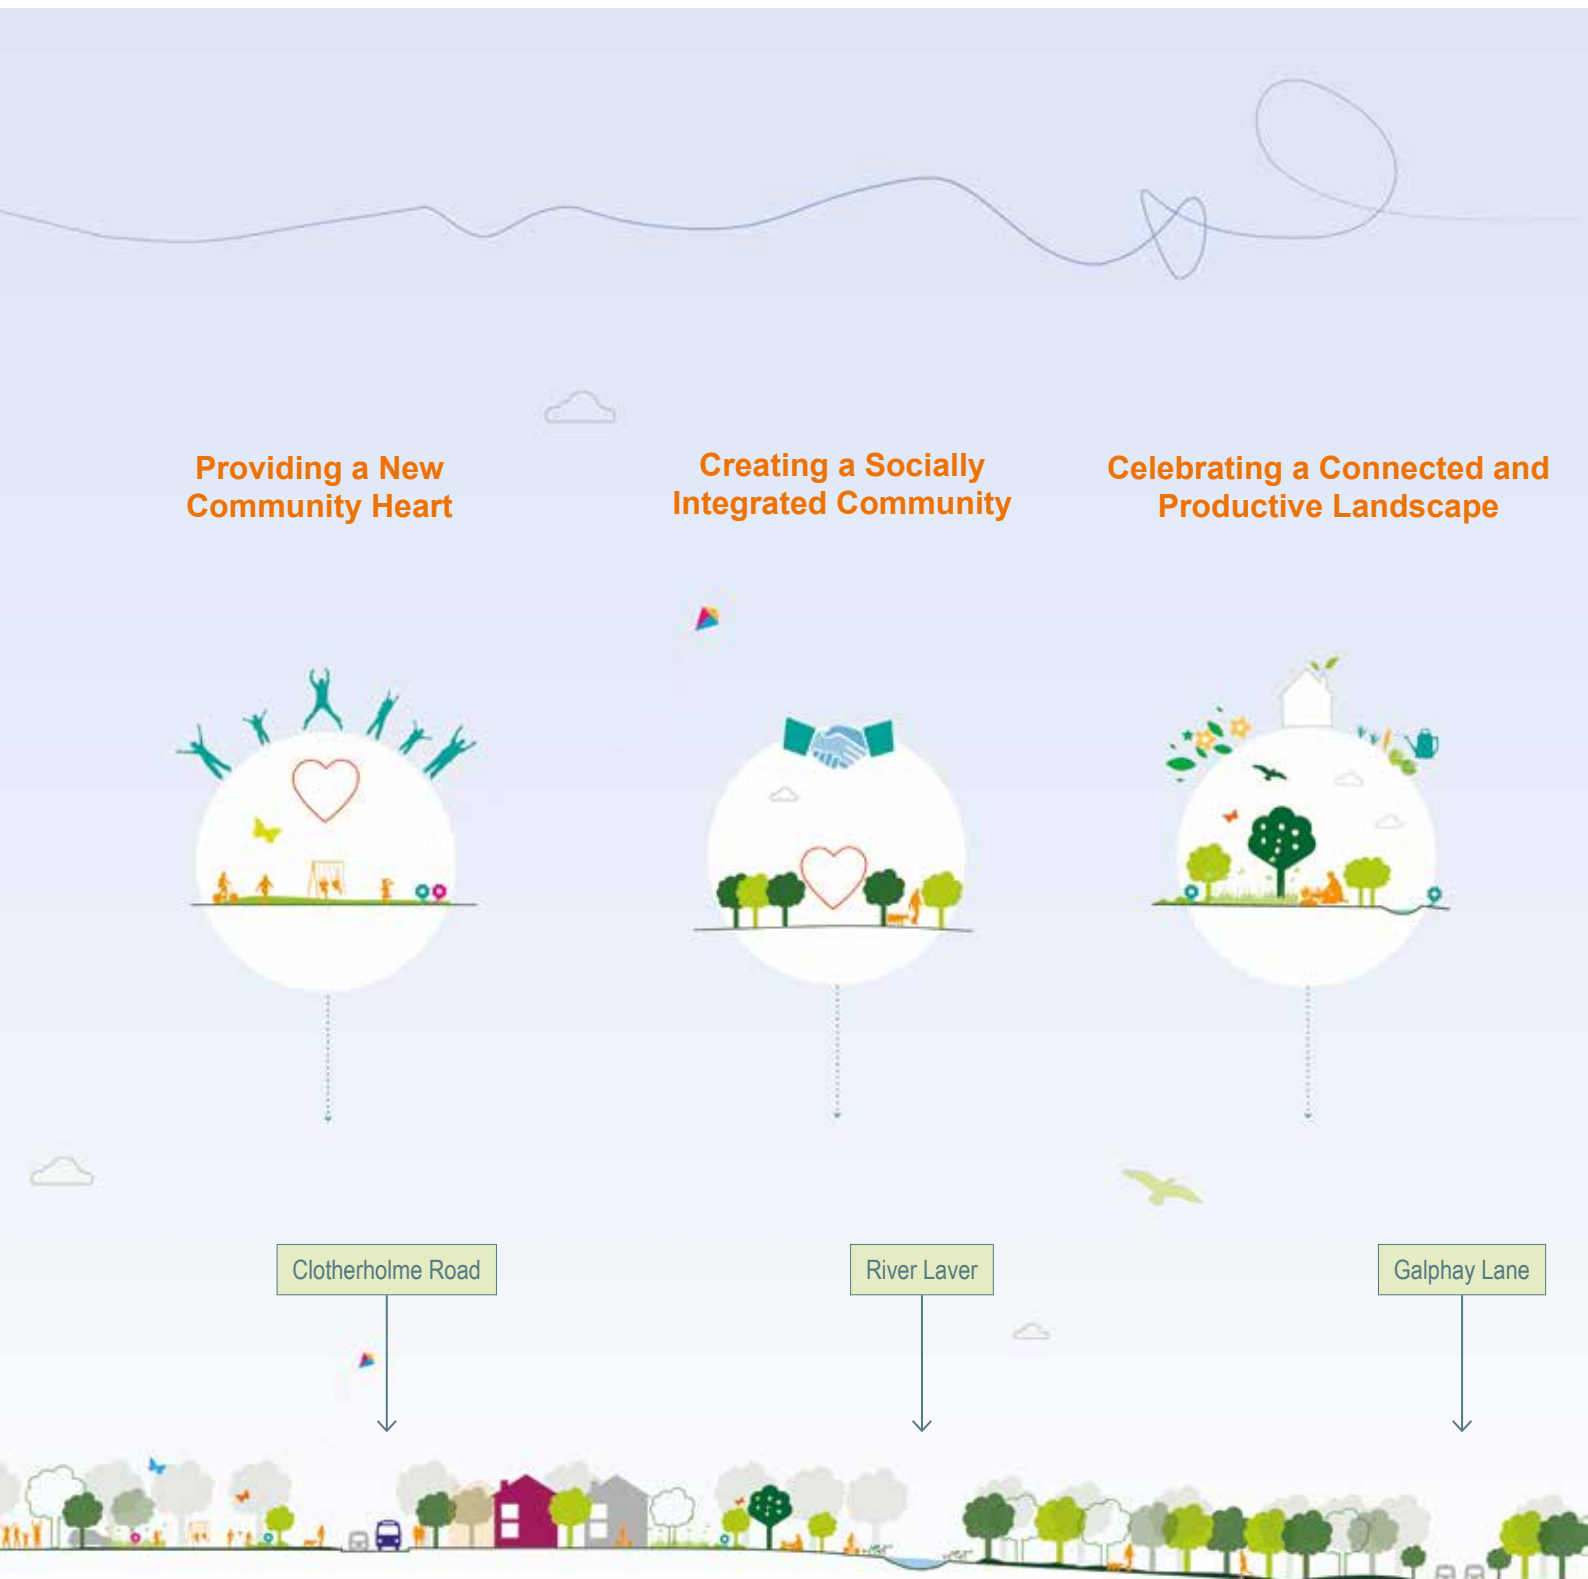 Providing a New
Community Heart
Creating a Socially
Integrated Community
Celebrating a Connected and
Productive Landscape
Clotherholme Road
River Laver
Galphay Lane